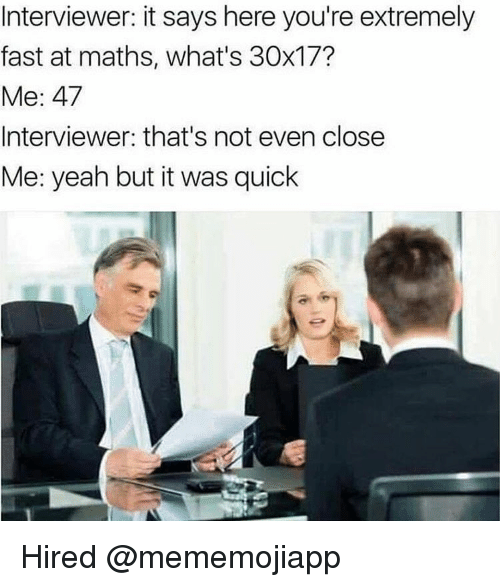 Interviewer: it says here you're extremely
fast at maths, what's 30x17?
Me: 47
Interviewer: that's not even close
Me: yeah but it was quick
Hired @mememojiapp